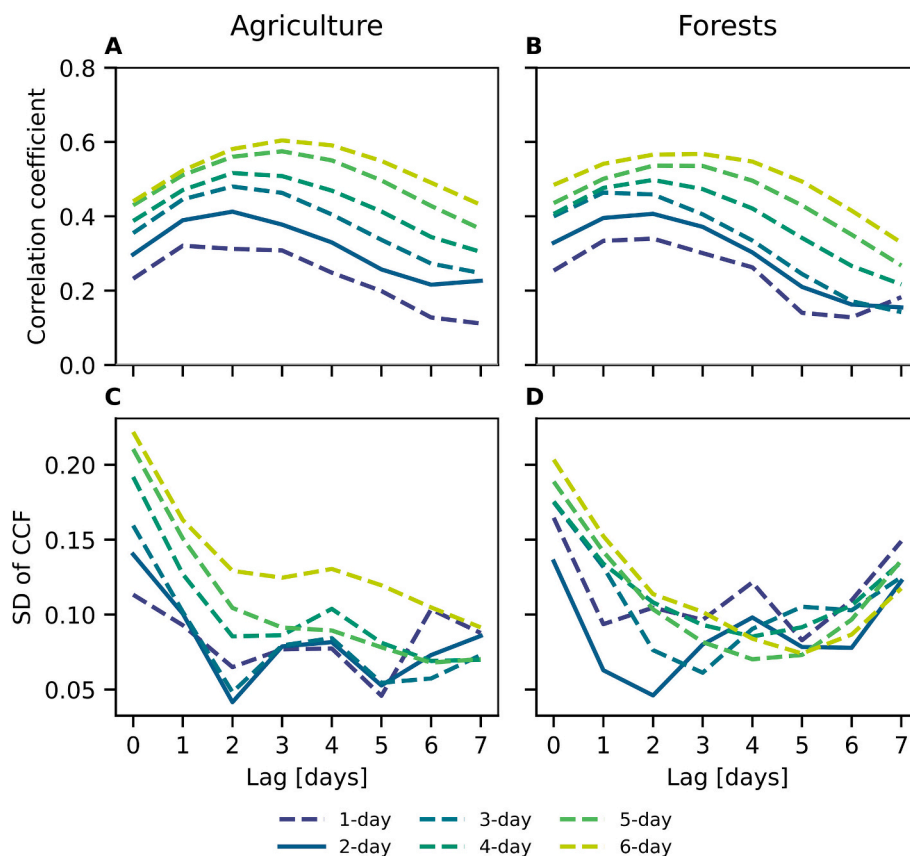 Agriculture
Forests
A
B
Correlation coefficient
0.8
0.6
0.4
0.2
0.0
C
D
SD of CCF
0.20
0.15
0.10
0.05
0 1 2 3 4 5 6 7
0 1 2 3 4 5 6 7
Lag [days]
Lag [days]
1-day 3-day 5-day
2-day 4-day 6-day